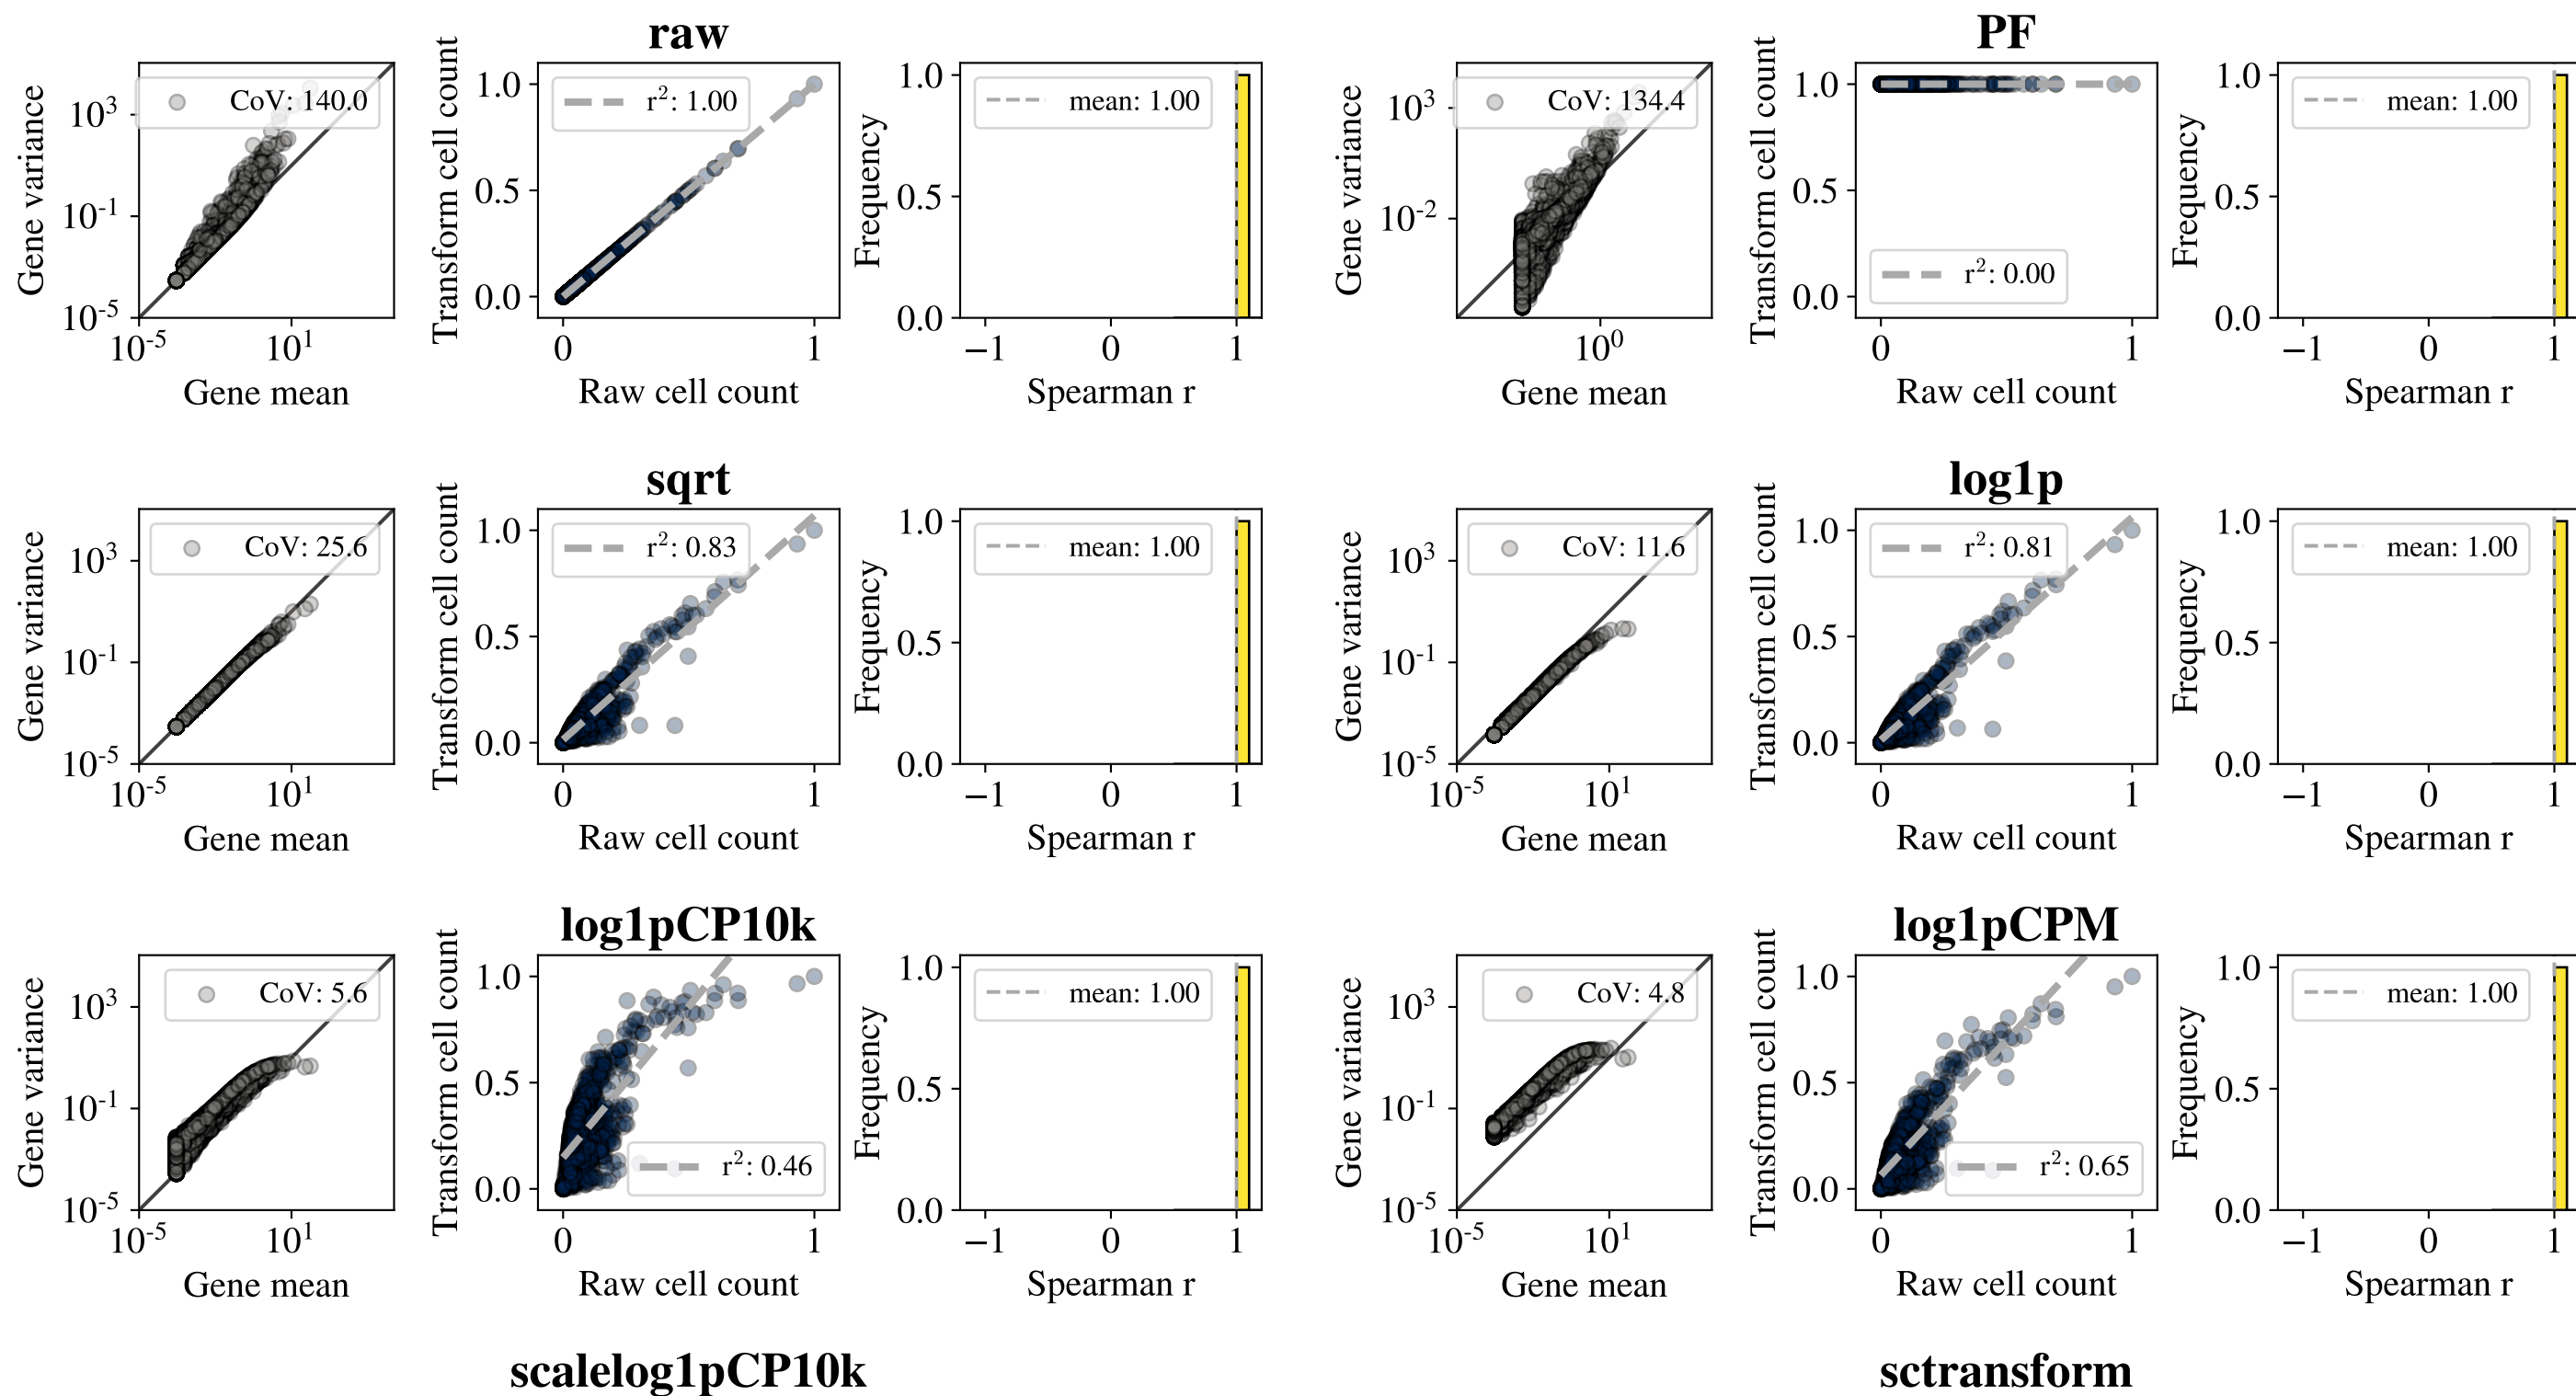 raw
Gene variance
10³
10⁻¹
10⁻⁵
CoV: 140.0
10⁻⁵ 10¹
Gene mean
Transform cell count
1.0
0.5
0.0
r²: 1.00
0 1
Raw cell count
Frequency
1.0
0.5
0.0
mean: 1.00
−1 0 1
Spearman r
PF
Gene variance
10³
10⁻²
CoV: 134.4
10⁰
Gene mean
Transform cell count
1.0
0.5
0.0
r²: 0.00
0 1
Raw cell count
Frequency
1.0
0.5
0.0
mean: 1.00
−1 0 1
Spearman r
sqrt
Gene variance
10³
10⁻¹
10⁻⁵
CoV: 25.6
10⁻⁵ 10¹
Gene mean
Transform cell count
1.0
0.5
0.0
r²: 0.83
0 1
Raw cell count
Frequency
1.0
0.5
0.0
mean: 1.00
−1 0 1
Spearman r
log1p
Gene variance
10³
10⁻¹
10⁻⁵
CoV: 11.6
10⁻⁵ 10¹
Gene mean
Transform cell count
1.0
0.5
0.0
r²: 0.81
0 1
Raw cell count
Frequency
1.0
0.5
0.0
mean: 1.00
−1 0 1
Spearman r
log1pCP10k
Gene variance
10³
10⁻¹
10⁻⁵
CoV: 5.6
10⁻⁵ 10¹
Gene mean
Transform cell count
1.0
0.5
0.0
r²: 0.46
0 1
Raw cell count
Frequency
1.0
0.5
0.0
mean: 1.00
−1 0 1
Spearman r
log1pCPM
Gene variance
10³
10⁻¹
10⁻⁵
CoV: 4.8
10⁻⁵ 10¹
Gene mean
Transform cell count
1.0
0.5
0.0
r²: 0.65
0 1
Raw cell count
Frequency
1.0
0.5
0.0
mean: 1.00
−1 0 1
Spearman r
scalelog1pCP10k
sctransform